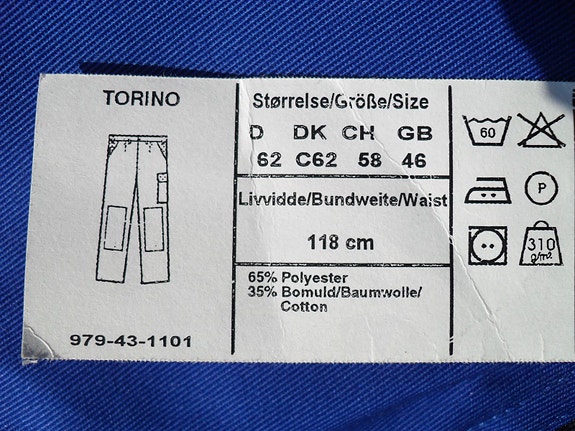 TORINO
979-43-1101
Størrelse/Größe/Size
D DK CH GB
62 C62 58 46
Livvidde/Bundweite/Waist
118 cm
65% Polyester
35% Bomuld/Baumwolle/
Cotton
60
P
310
g/m²